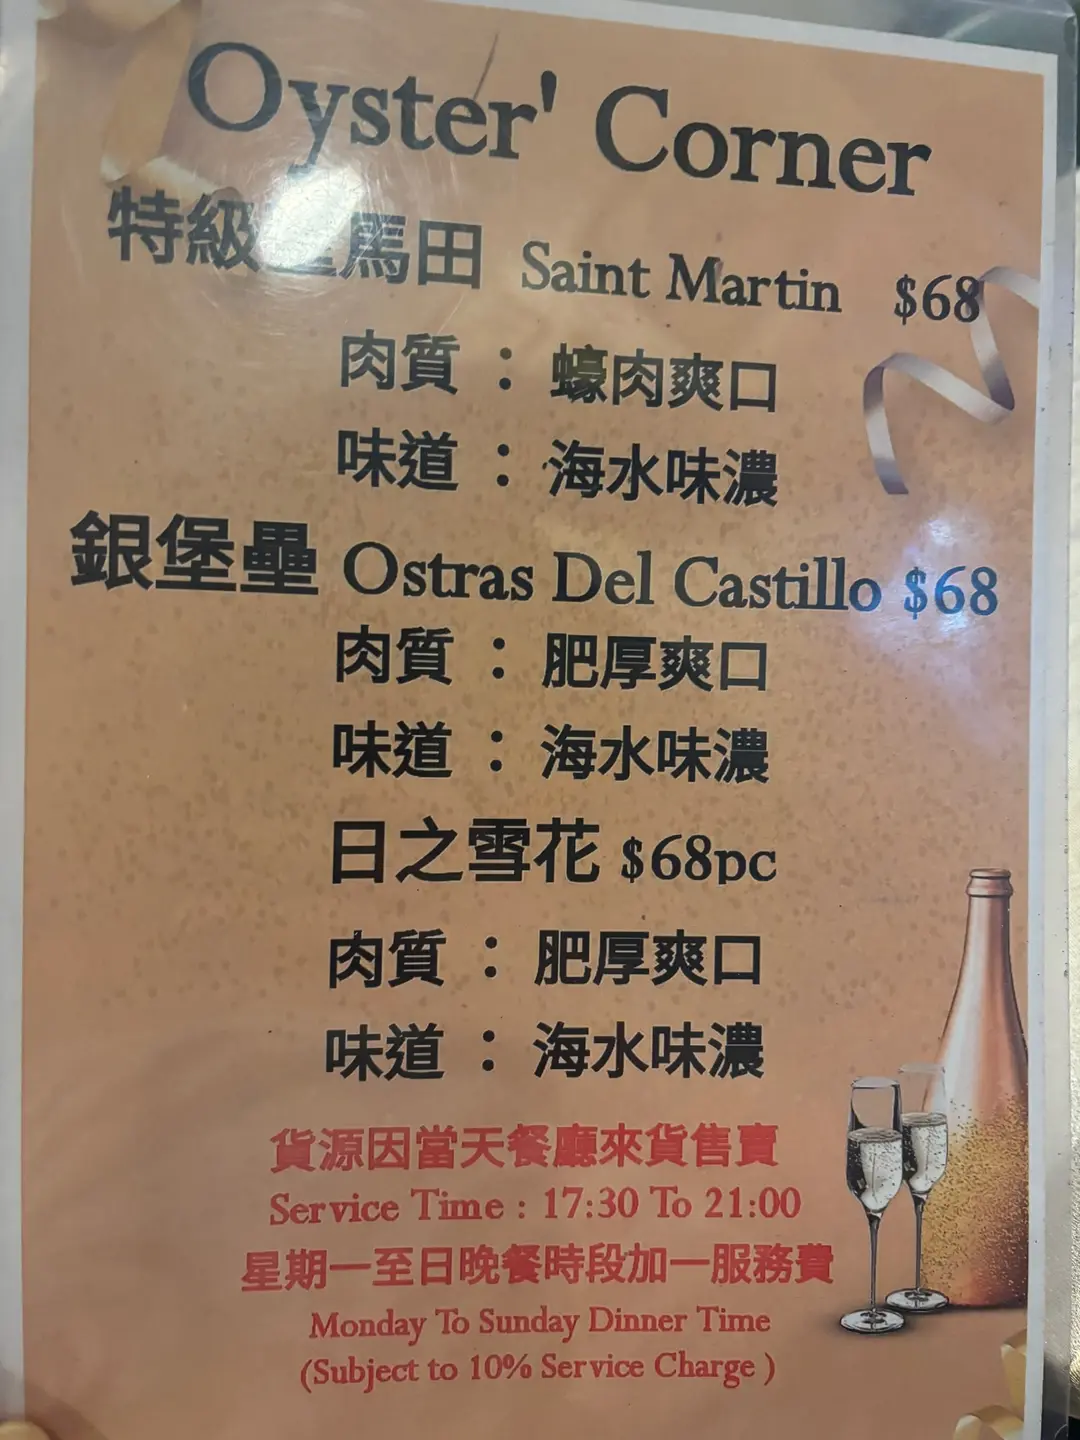 Oyster' Corner
特級 馬田 Saint Martin $68
肉質 ： 蠔肉爽口
味道 ： 海水味濃
銀堡壘 Ostras Del Castillo $68
肉質 ： 肥厚爽口
味道 ： 海水味濃
日之雪花 $68pc
肉質 ： 肥厚爽口
味道 ： 海水味濃
貨源因當天餐廳來貨售賣
Service Time : 17:30 To 21:00
星期一至日晚餐時段加一服務費
Monday To Sunday Dinner Time
(Subject to 10% Service Charge )